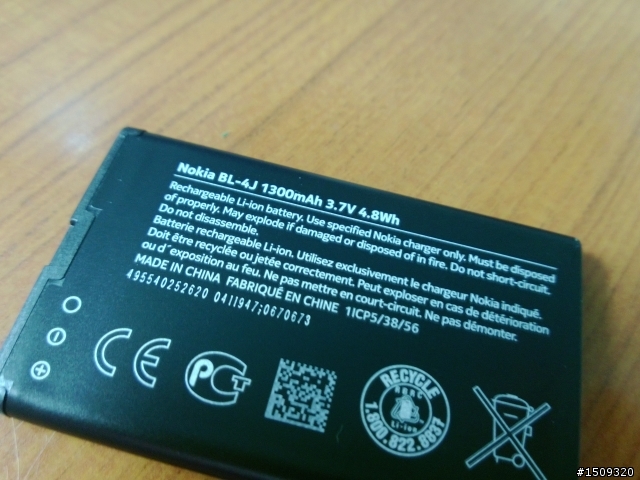 Nokia BL-4J 1300mAh 3.7V 4.8Wh
Rechargeable Li-ion battery. Use specified Nokia charger only. Must be disposed
of properly. May explode if damaged or disposed of in fire. Do not short-circuit.
Do not disassemble.
Batterie rechargeable Li-ion. Utilisez exclusivement le chargeur Nokia indiqué.
Doit être recyclée ou jetée correctement. Peut exploser en cas de détérioration
ou d´exposition au feu. Ne pas mettre en court-circuit. Ne pas démonter.
MADE IN CHINA FABRIQUÉ EN CHINE 1ICP5/38/56
495540252620 0411947;0670673
CE
PCT
RECYCLE
Li-Ion
1.800.822.8837
#1509320